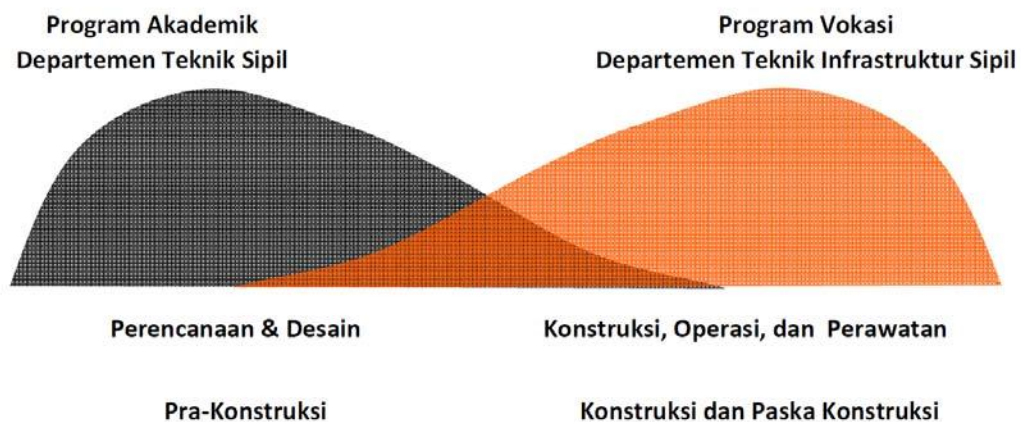 Program Akademik
Departemen Teknik Sipil
Program Vokasi
Departemen Teknik Infrastruktur Sipil
Perencanaan & Desain
Konstruksi, Operasi, dan Perawatan
Pra-Konstruksi
Konstruksi dan Paska Konstruksi